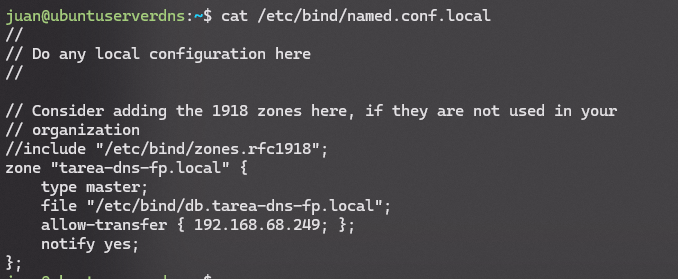 juan@ubuntuserverdns:~$ cat /etc/bind/named.conf.local
//
// Do any local configuration here
//

// Consider adding the 1918 zones here, if they are not used in your
// organization
//include "/etc/bind/zones.rfc1918";
zone "tarea-dns-fp.local" {
    type master;
    file "/etc/bind/db.tarea-dns-fp.local";
    allow-transfer { 192.168.68.249; };
    notify yes;
};